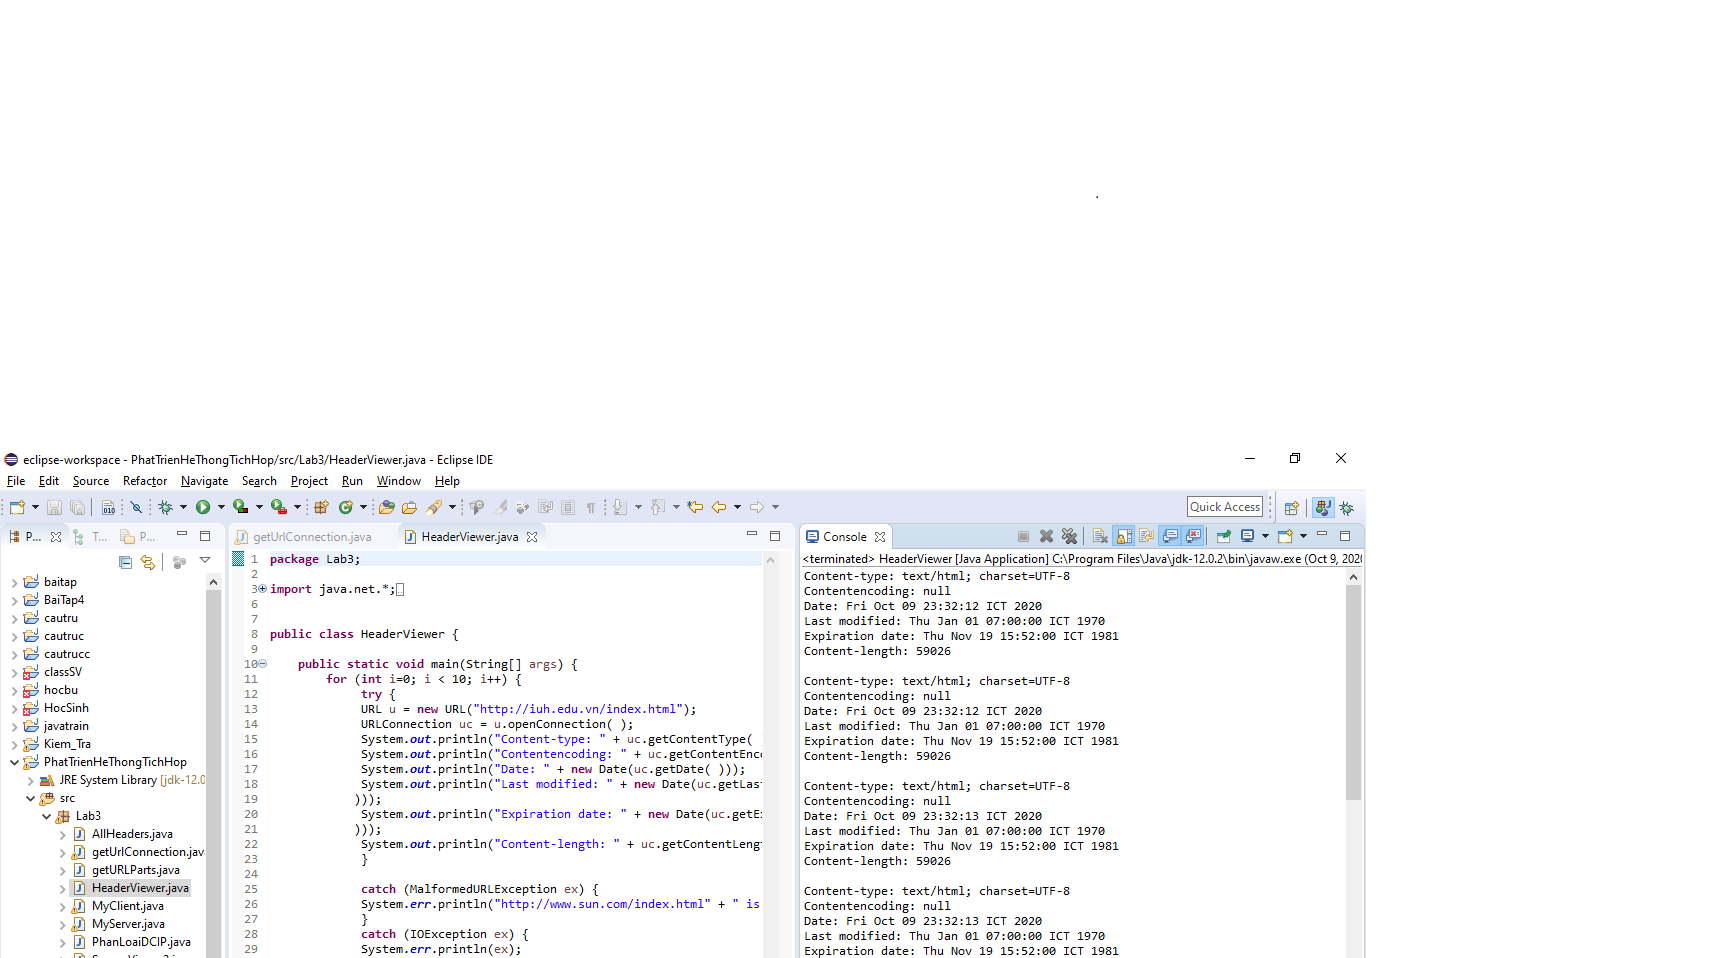 eclipse-workspace - PhatTrienHeThongTichHop/src/Lab3/HeaderViewer.java - Eclipse IDE
File Edit Source Refactor Navigate Search Project Run Window Help
Quick Access
P... T... P...
baitap
BaiTap4
cautru
cautruc
cautrucc
classSV
hocbu
HocSinh
javatrain
Kiem_Tra
PhatTrienHeThongTichHop
JRE System Library [jdk-12.0
src
Lab3
AllHeaders.java
getUrlConnection.java
getURLParts.java
HeaderViewer.java
MyClient.java
MyServer.java
PhanLoaiDCIP.java
getUrlConnection.java HeaderViewer.java
1 package Lab3;
2
3 import java.net.*;
6
7
8 public class HeaderViewer {
9
10 public static void main(String[] args) {
11 for (int i=0; i < 10; i++) {
12 try {
13 URL u = new URL("http://iuh.edu.vn/index.html");
14 URLConnection uc = u.openConnection( );
15 System.out.println("Content-type: " + uc.getContentType(
16 System.out.println("Contentencoding: " + uc.getContentEnco
17 System.out.println("Date: " + new Date(uc.getDate( )));
18 System.out.println("Last modified: " + new Date(uc.getLas
19 )));
20 System.out.println("Expiration date: " + new Date(uc.getE
21 )));
22 System.out.println("Content-length: " + uc.getContentLeng
23 }
24
25 catch (MalformedURLException ex) {
26 System.err.println("http://www.sun.com/index.html" + " is
27 }
28 catch (IOException ex) {
29 System.err.println(ex);
Console
<terminated> HeaderViewer [Java Application] C:\Program Files\Java\jdk-12.0.2\bin\javaw.exe (Oct 9, 2020
Content-type: text/html; charset=UTF-8
Contentencoding: null
Date: Fri Oct 09 23:32:12 ICT 2020
Last modified: Thu Jan 01 07:00:00 ICT 1970
Expiration date: Thu Nov 19 15:52:00 ICT 1981
Content-length: 59026
Content-type: text/html; charset=UTF-8
Contentencoding: null
Date: Fri Oct 09 23:32:12 ICT 2020
Last modified: Thu Jan 01 07:00:00 ICT 1970
Expiration date: Thu Nov 19 15:52:00 ICT 1981
Content-length: 59026
Content-type: text/html; charset=UTF-8
Contentencoding: null
Date: Fri Oct 09 23:32:13 ICT 2020
Last modified: Thu Jan 01 07:00:00 ICT 1970
Expiration date: Thu Nov 19 15:52:00 ICT 1981
Content-length: 59026
Content-type: text/html; charset=UTF-8
Contentencoding: null
Date: Fri Oct 09 23:32:13 ICT 2020
Last modified: Thu Jan 01 07:00:00 ICT 1970
Expiration date: Thu Nov 19 15:52:00 ICT 1981